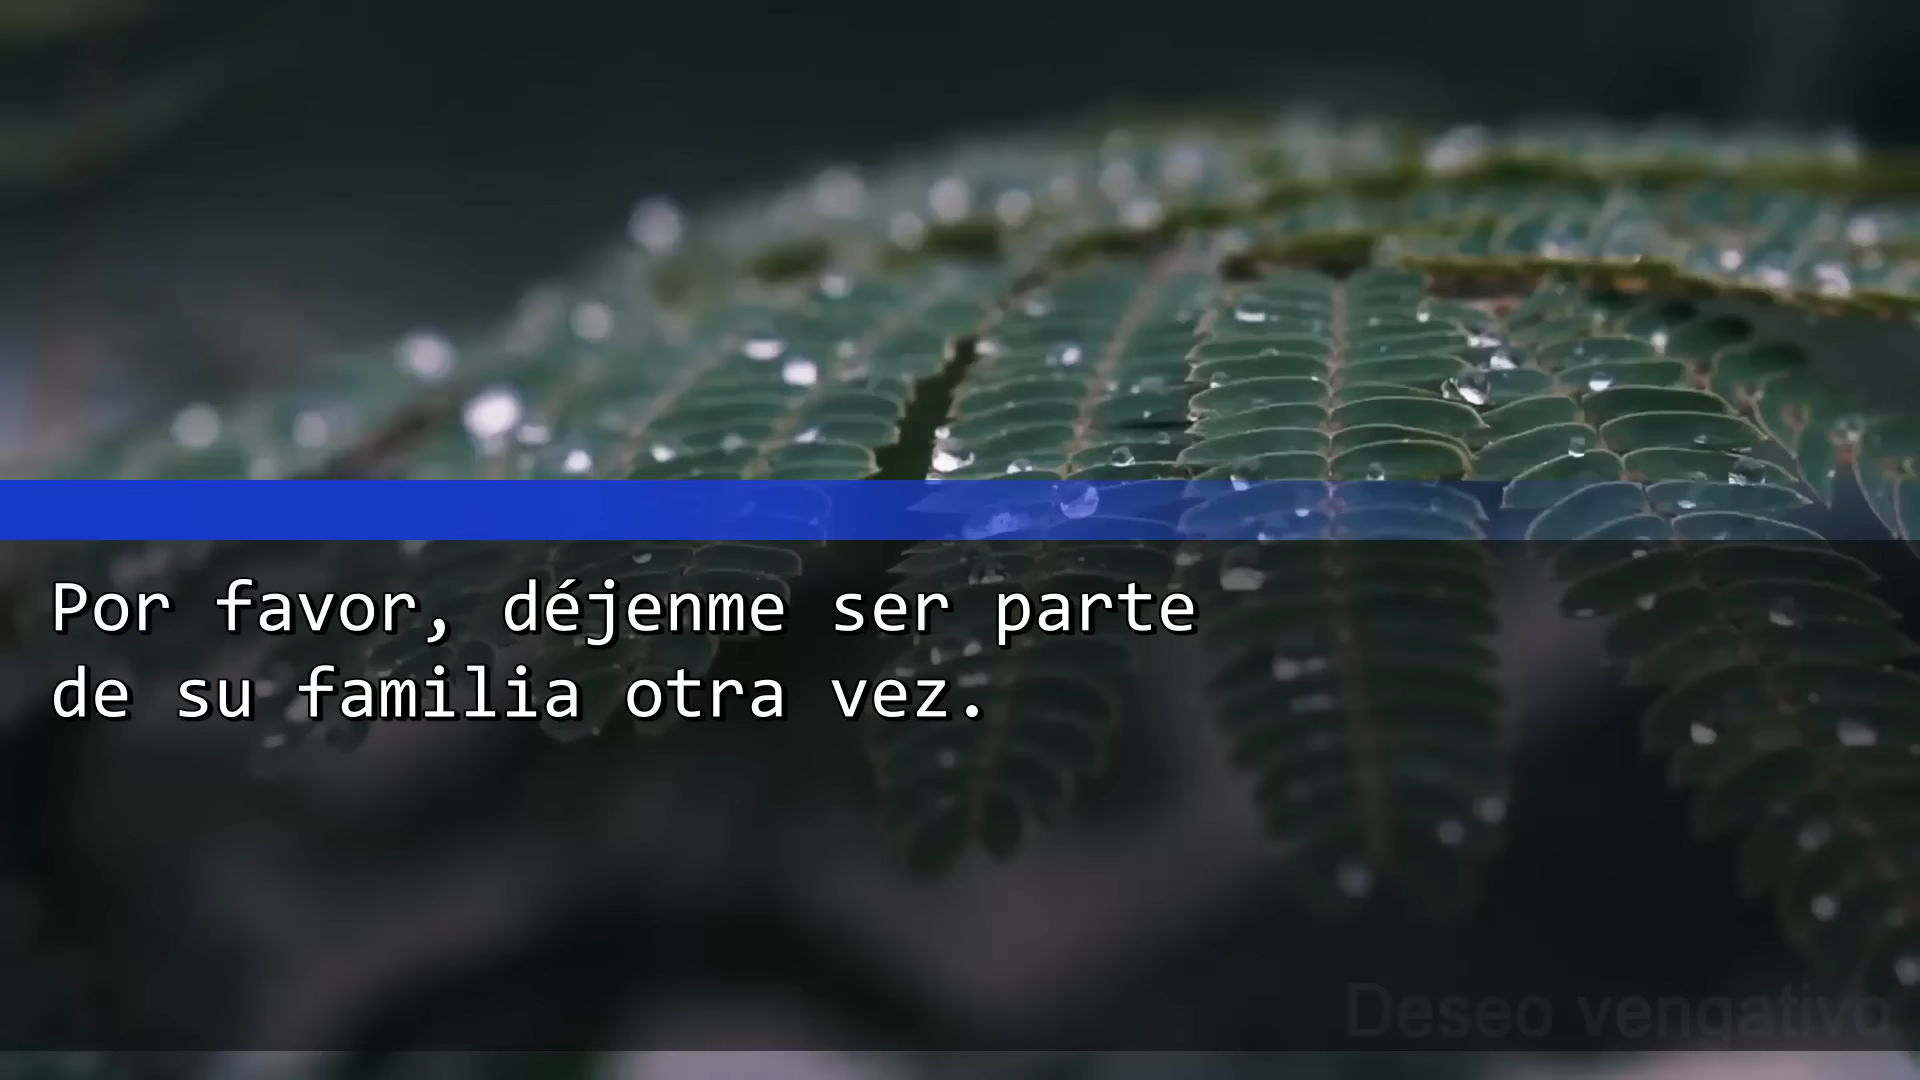 Por favor, déjenme ser parte
de su familia otra vez.
Deseo vengativo